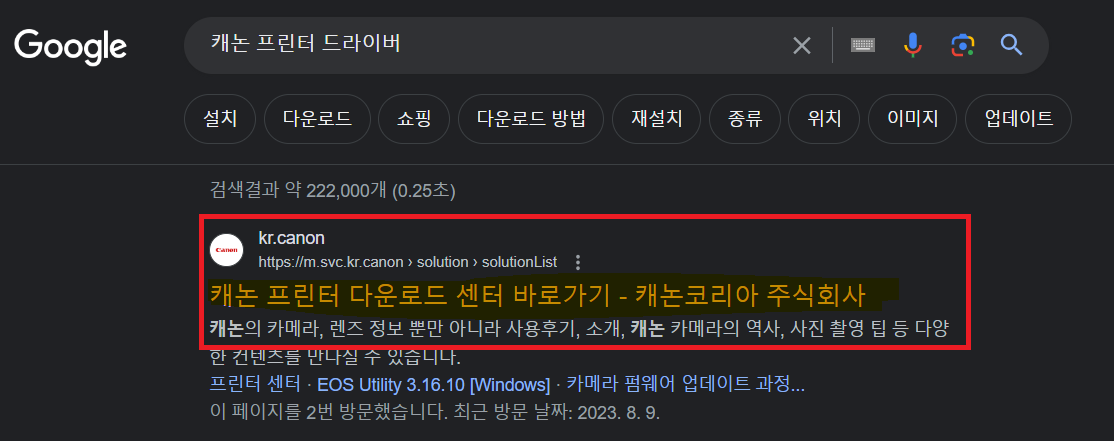 Google
캐논 프린터 드라이버
설치 다운로드 쇼핑 다운로드 방법 재설치 종류 위치 이미지 업데이트
검색결과 약 222,000개 (0.25초)
kr.canon
Canon
https://m.svc.kr.canon › solution › solutionList
캐논 프린터 다운로드 센터 바로가기 - 캐논코리아 주식회사
캐논의 카메라, 렌즈 정보 뿐만 아니라 사용후기, 소개, 캐논 카메라의 역사, 사진 촬영 팁 등 다양
한 컨텐츠를 만나실 수 있습니다.
프린터 센터 · EOS Utility 3.16.10 [Windows] · 카메라 펌웨어 업데이트 과정...
이 페이지를 2번 방문했습니다. 최근 방문 날짜: 2023. 8. 9.